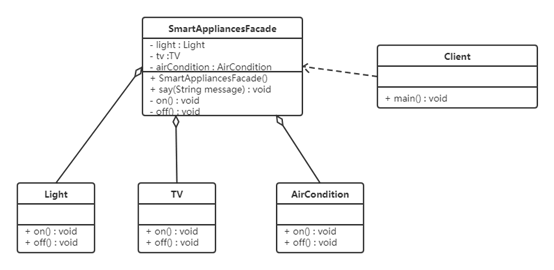 SmartAppliancesFacade
- light : Light
- tv :TV
- airCondition : AirCondition
+ SmartAppliancesFacade()
+ say(String message) : void
- on() : void
- off() : void
Client
+ main() : void
Light
+ on() : void
+ off() : void
TV
+ on() : void
+ off() : void
AirCondition
+ on() : void
+ off() : void